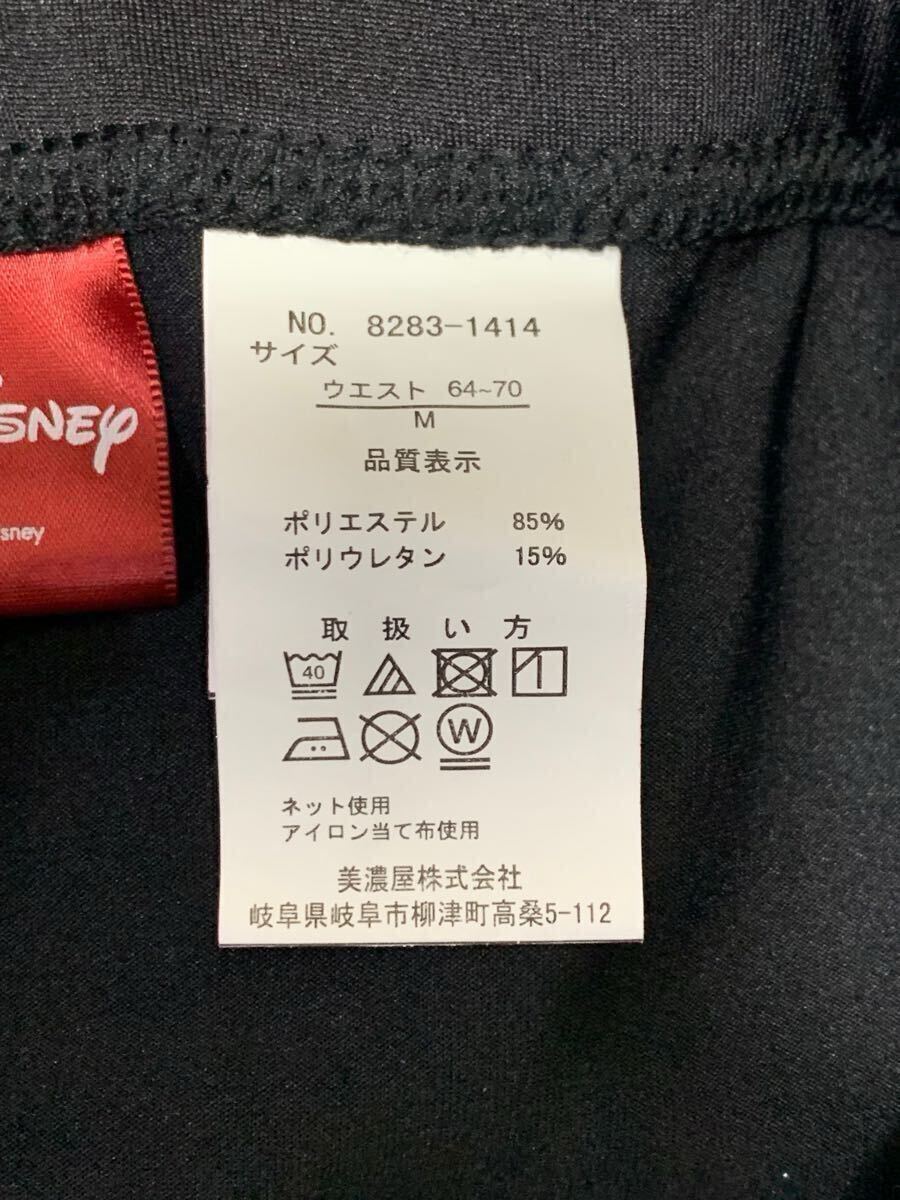 NO. 8283-1414
サイズ
ウエスト 64~70
M
品質表示
ポリエステル 85%
ポリウレタン 15%
取扱い方
40
W
ネット使用
アイロン当て布使用
美濃屋株式会社
岐阜県岐阜市柳津町高桑5-112